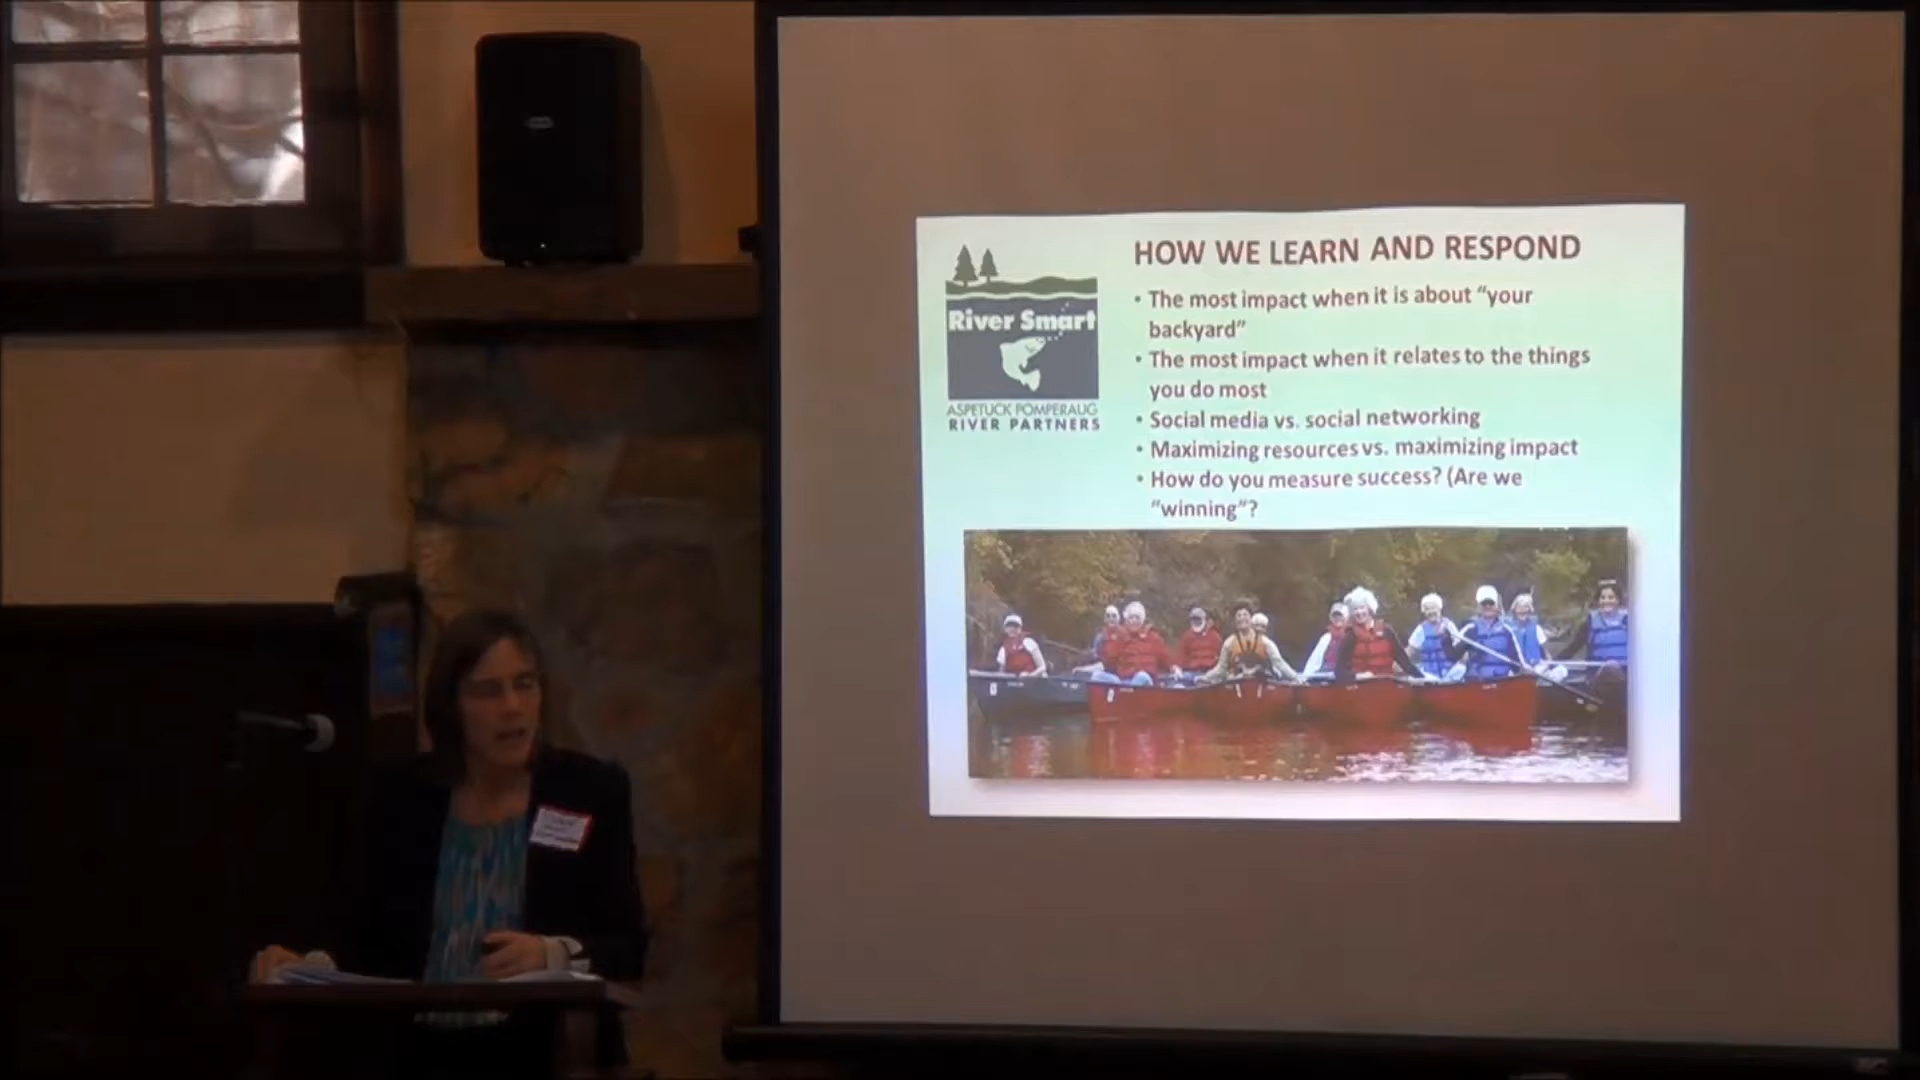 HOW WE LEARN AND RESPOND
• The most impact when it is about “your
backyard”
• The most impact when it relates to the things
you do most
• Social media vs. social networking
• Maximizing resources vs. maximizing impact
• How do you measure success? (Are we
“winning”?
River Smart
ASPETUCK POMPERAUG
RIVER PARTNERS